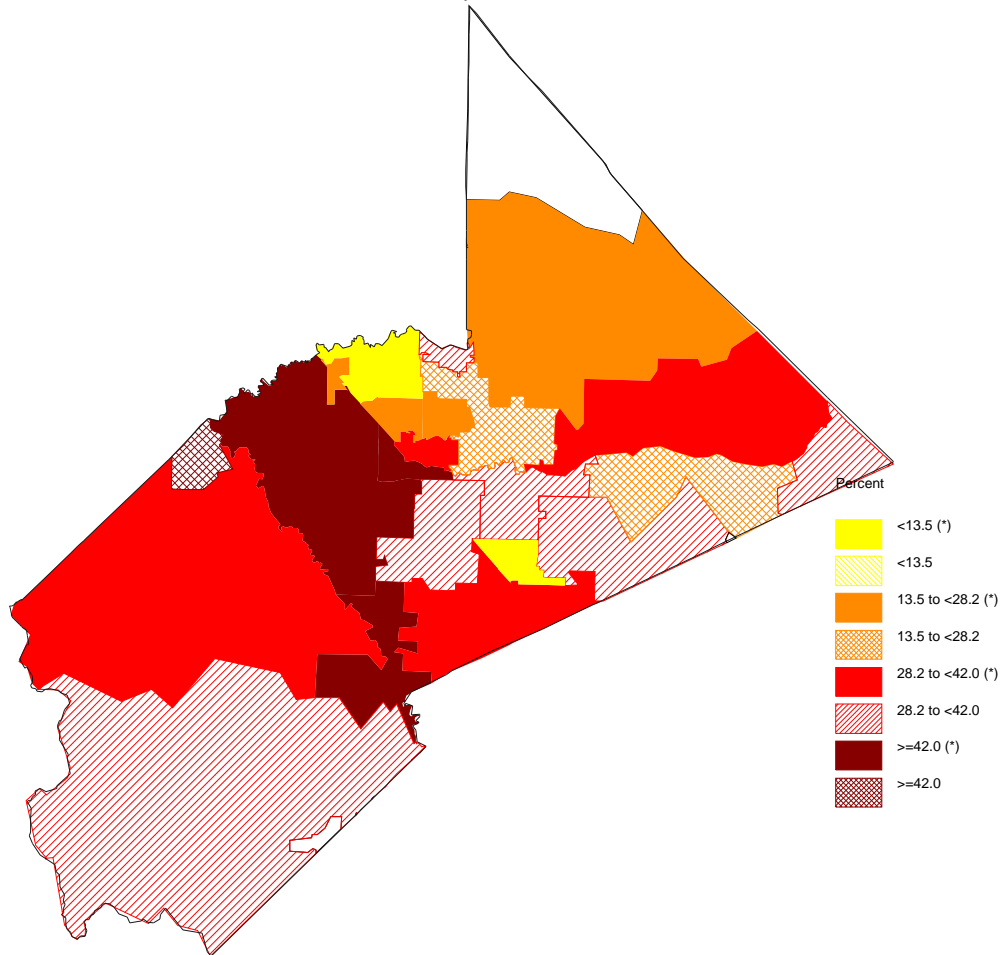 Percent
<13.5 (*)
<13.5
13.5 to <28.2 (*)
13.5 to <28.2
28.2 to <42.0 (*)
28.2 to <42.0
>=42.0 (*)
>=42.0